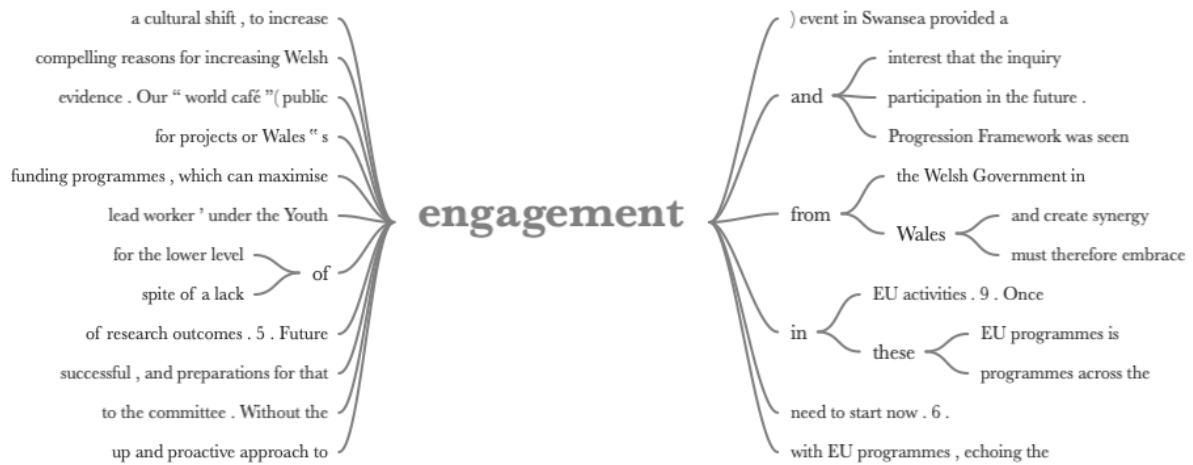 a cultural shift , to increase
compelling reasons for increasing Welsh
evidence . Our “ world café ”( public
for projects or Wales “ s
funding programmes , which can maximise
lead worker ’ under the Youth
for the lower level
spite of a lack
of
of research outcomes . 5 . Future
successful , and preparations for that
to the committee . Without the
up and proactive approach to
engagement
) event in Swansea provided a
and
interest that the inquiry
participation in the future .
Progression Framework was seen
from
the Welsh Government in
Wales
and create synergy
must therefore embrace
in
EU activities . 9 . Once
these
EU programmes is
programmes across the
need to start now . 6 .
with EU programmes , echoing the